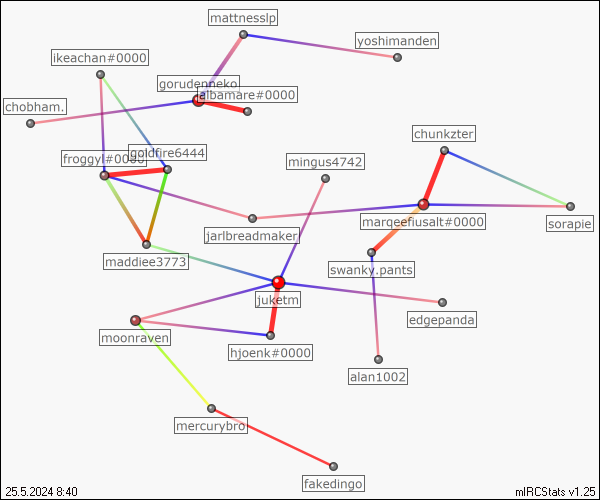 mattnesslp
yoshimanden
ikeachan#0000
gorudenneko
albamare#0000
chobham.
chunkzter
goldfire6444
froggyl#0000
mingus4742
sorapie
marqeefiusalt#0000
jarlbreadmaker
maddiee3773
swanky.pants
juketm
edgepanda
moonraven
hjoenk#0000
alan1002
mercurybro
fakedingo
25.5.2024 8:40
mIRCStats v1.25